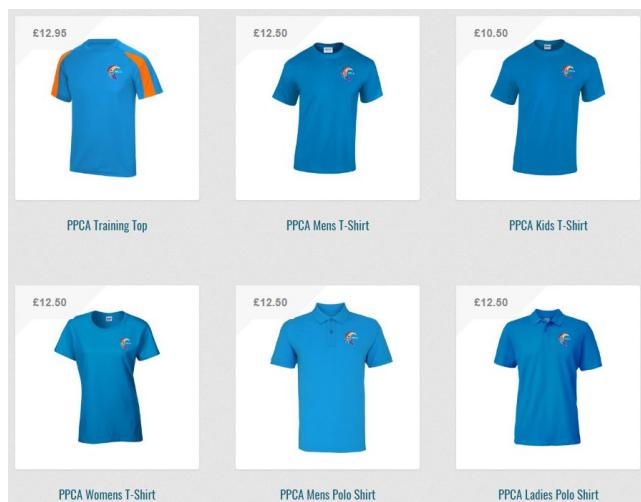 £12.95
£12.50
£10.50
PPCA Training Top
PPCA Mens T-Shirt
PPCA Kids T-Shirt
£12.50
£12.50
£12.50
PPCA Womens T-Shirt
PPCA Mens Polo Shirt
PPCA Ladies Polo Shirt